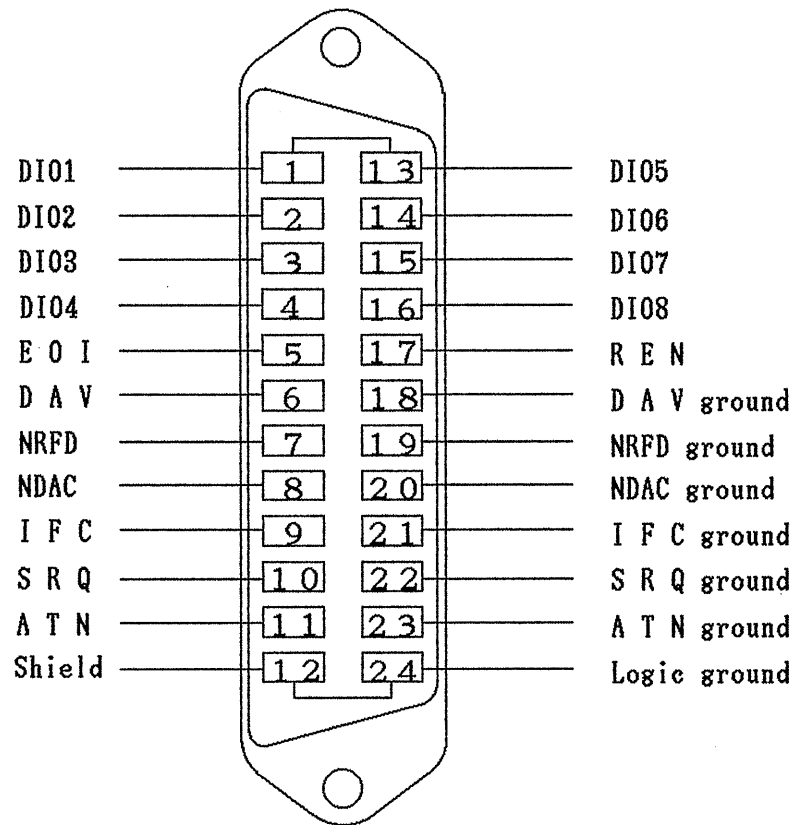 DIO1 1 13 DIO5
DIO2 2 14 DIO6
DIO3 3 15 DIO7
DIO4 4 16 DIO8
E O I 5 17 R E N
D A V 6 18 D A V ground
NRFD 7 19 NRFD ground
NDAC 8 20 NDAC ground
I F C 9 21 I F C ground
S R Q 10 22 S R Q ground
A T N 11 23 A T N ground
Shield 12 24 Logic ground